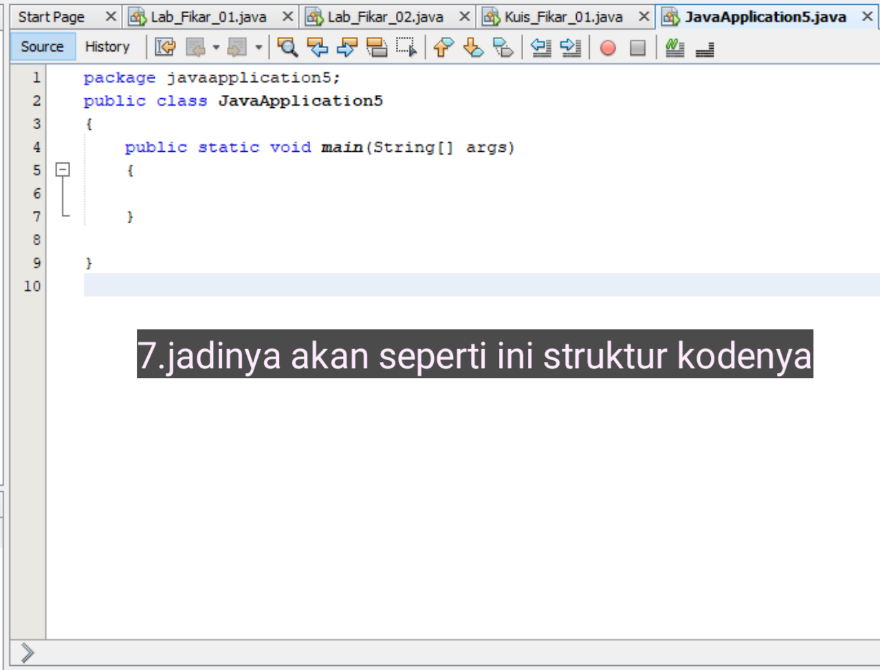 Start Page Lab_Fikar_01.java Lab_Fikar_02.java Kuis_Fikar_01.java JavaApplication5.java
Source History
1 package javaapplication5;
2 public class JavaApplication5
3 {
4 public static void main(String[] args)
5 {
6
7 }
8
9 }
10
7.jadinya akan seperti ini struktur kodenya